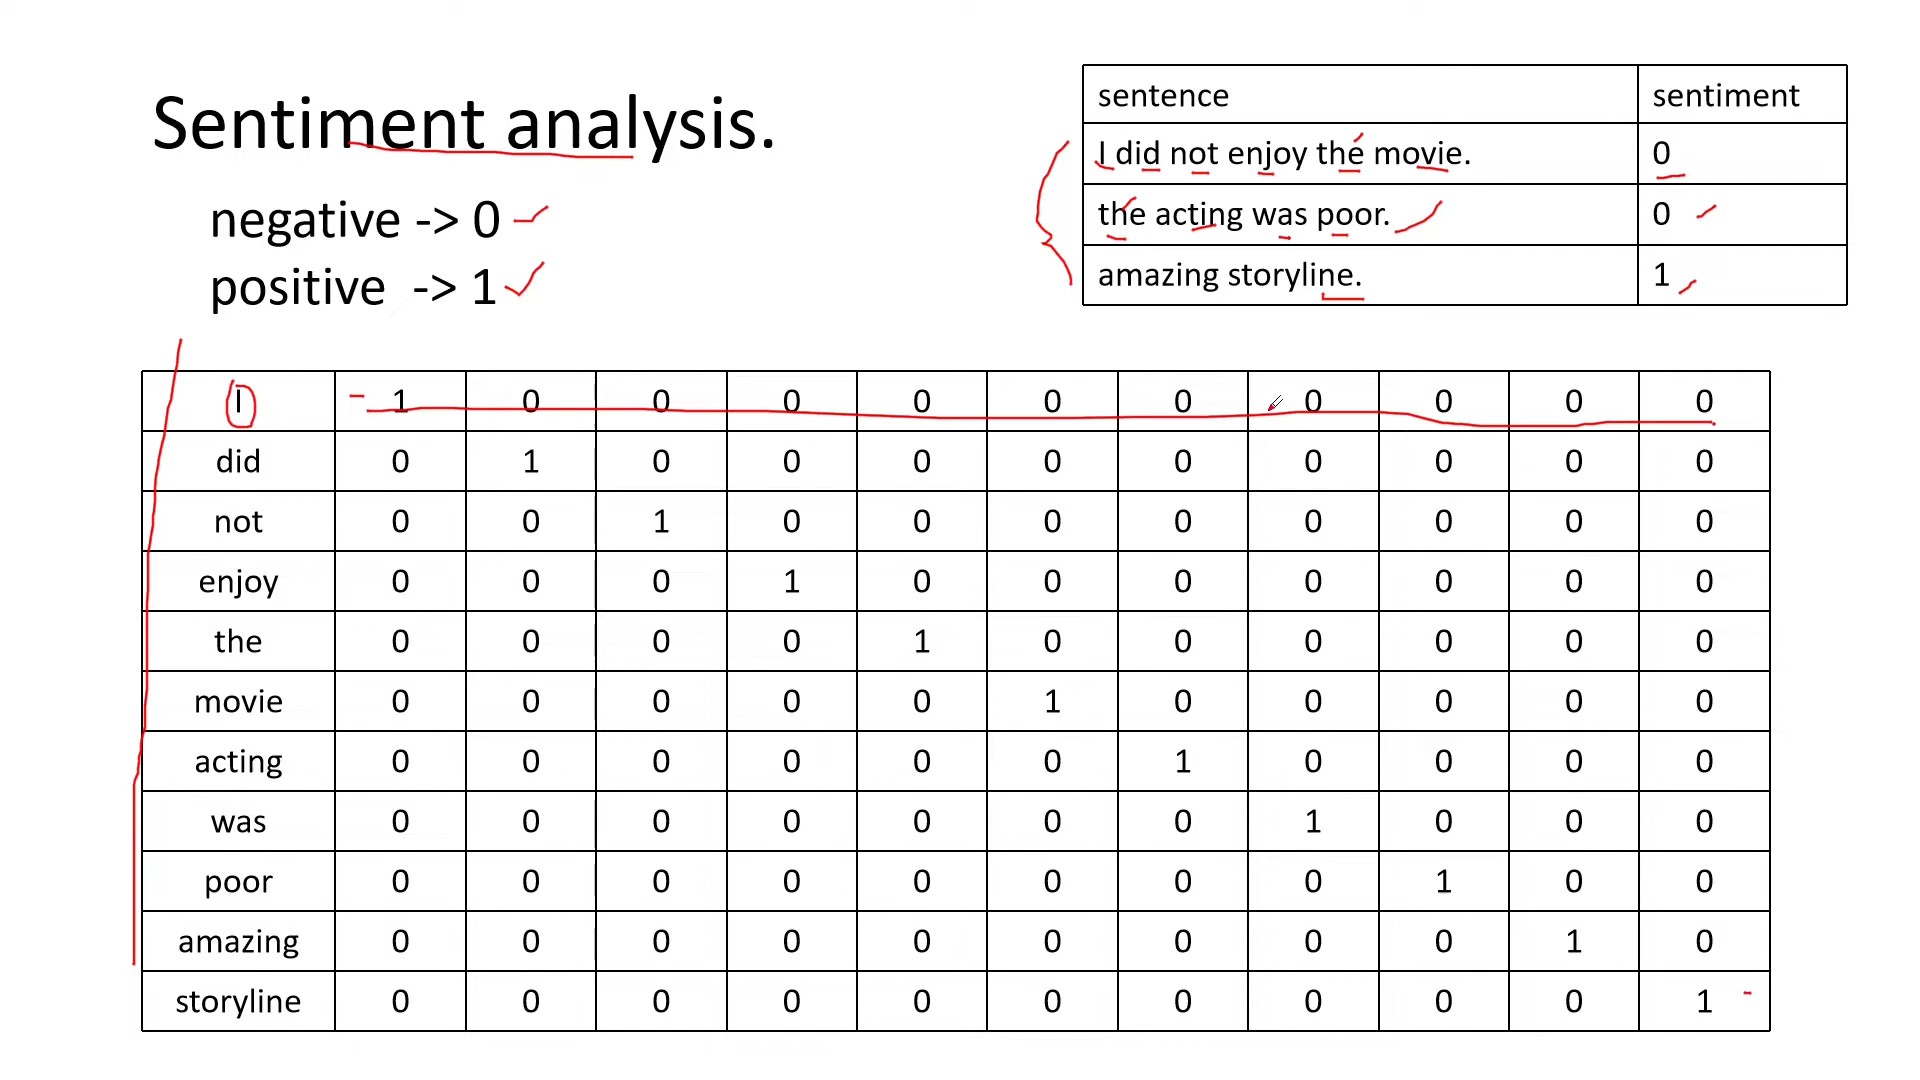 Sentiment analysis.
negative -> 0
positive -> 1
sentence sentiment
I did not enjoy the movie. 0
the acting was poor. 0
amazing storyline. 1
I 1 0 0 0 0 0 0 0 0 0 0
did 0 1 0 0 0 0 0 0 0 0 0
not 0 0 1 0 0 0 0 0 0 0 0
enjoy 0 0 0 1 0 0 0 0 0 0 0
the 0 0 0 0 1 0 0 0 0 0 0
movie 0 0 0 0 0 1 0 0 0 0 0
acting 0 0 0 0 0 0 1 0 0 0 0
was 0 0 0 0 0 0 0 1 0 0 0
poor 0 0 0 0 0 0 0 0 1 0 0
amazing 0 0 0 0 0 0 0 0 0 1 0
storyline 0 0 0 0 0 0 0 0 0 0 1